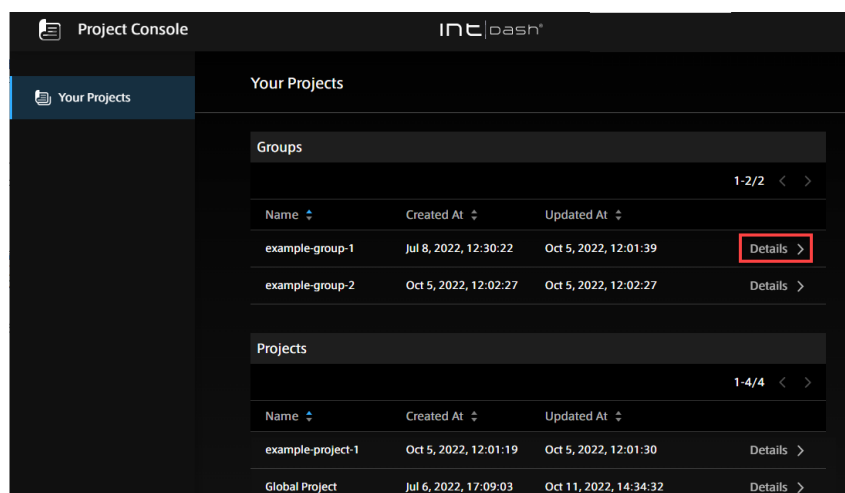 Project Console
INC|DASH®
Your Projects
Your Projects
Groups
1-2/2
Name Created At Updated At
example-group-1 Jul 8, 2022, 12:30:22 Oct 5, 2022, 12:01:39 Details
example-group-2 Oct 5, 2022, 12:02:27 Oct 5, 2022, 12:02:27 Details
Projects
1-4/4
Name Created At Updated At
example-project-1 Oct 5, 2022, 12:01:19 Oct 5, 2022, 12:01:30 Details
Global Project Jul 6, 2022, 17:09:03 Oct 11, 2022, 14:34:32 Details